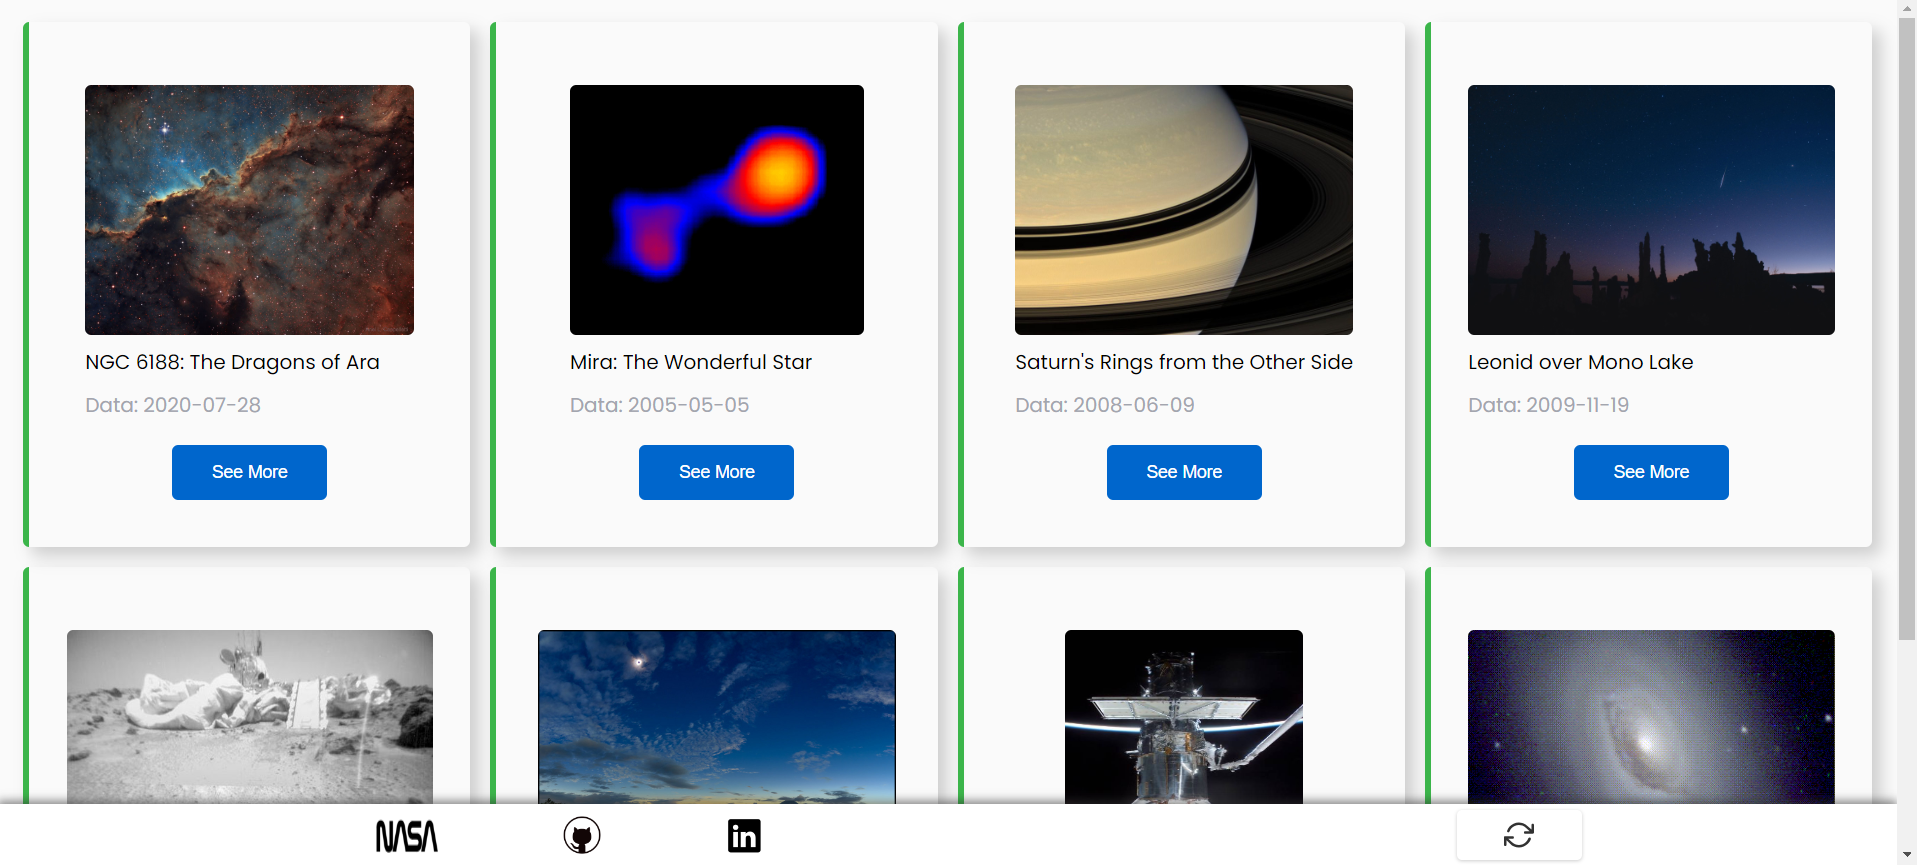 NGC 6188: The Dragons of Ara
Data: 2020-07-28
See More
Mira: The Wonderful Star
Data: 2005-05-05
See More
Saturn's Rings from the Other Side
Data: 2008-06-09
See More
Leonid over Mono Lake
Data: 2009-11-19
See More
NASA
in